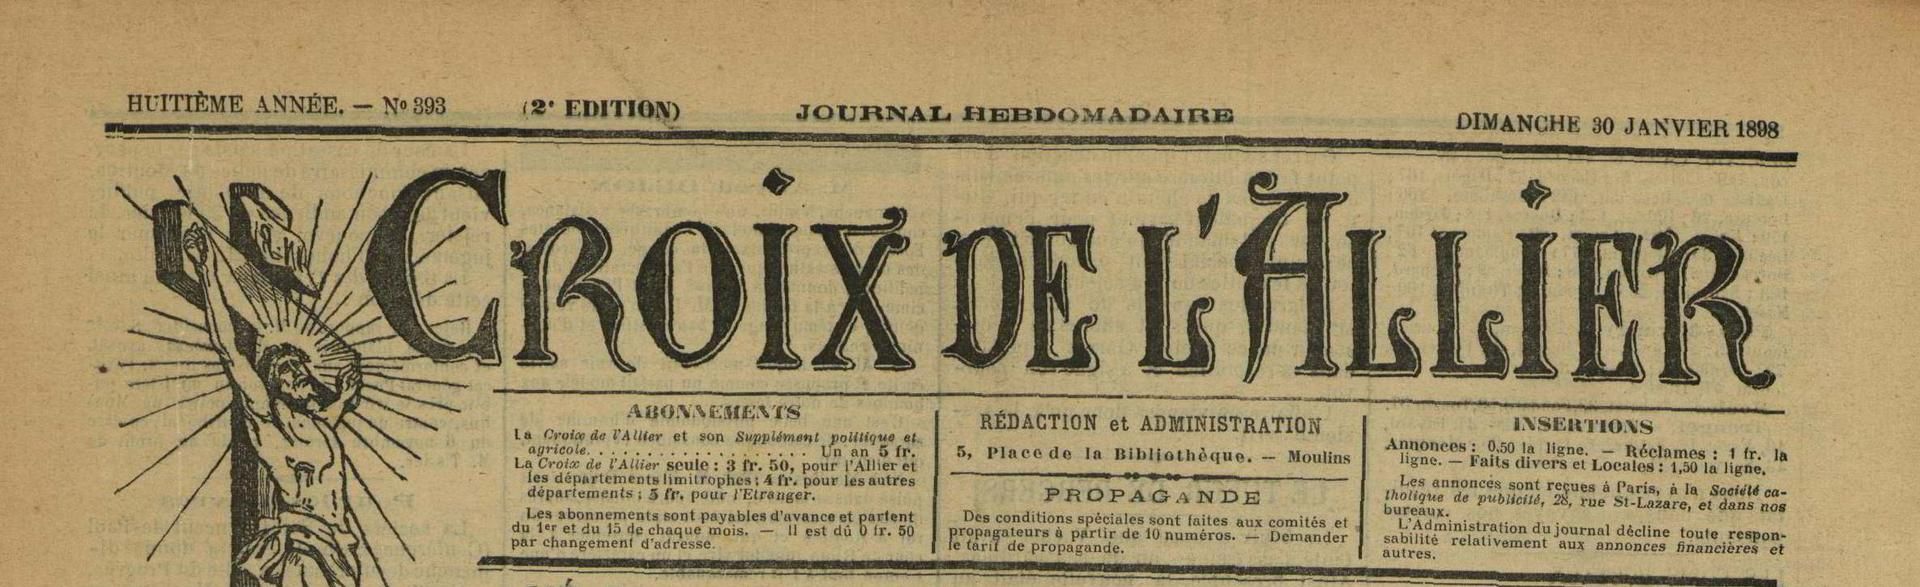 HUITIÈME ANNÉE. — No 393 (2e EDITION) JOURNAL HEBDOMADAIRE DIMANCHE 30 JANVIER 1898
CROIX DE L'ALLIER
ABONNEMENTS
La Croix de l'Allier et son Supplément politique et
agricole. . . . . . . . . . . . . . . . . . . Un an 5 fr.
La Croix de l'Allier seule : 3 fr. 50, pour l'Allier et
les départements limitrophes ; 4 fr. pour les autres
départements ; 5 fr. pour l'Etranger.
Les abonnements sont payables d'avance et partent
du 1er et du 15 de chaque mois. — Il est dû 0 fr. 50
par changement d'adresse.
RÉDACTION et ADMINISTRATION
5, Place de la Bibliothèque. — Moulins
PROPAGANDE
Des conditions spéciales sont faites aux comités et
propagateurs à partir de 10 numéros. — Demander
le tarif de propagande.
INSERTIONS
Annonces : 0,50 la ligne. — Réclames : 1 fr. la
ligne. — Faits divers et Locales : 1,50 la ligne.
Les annonces sont reçues à Paris, à la Société ca-
tholique de publicité, 28, rue St-Lazare, et dans nos
bureaux.
L'Administration du journal décline toute respon-
sabilité relativement aux annonces financières et
autres.